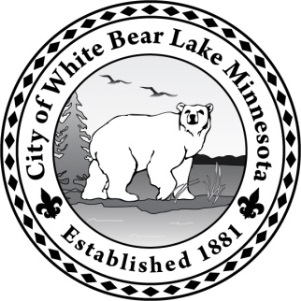 City of White Bear Lake Minnesota
Established 1881